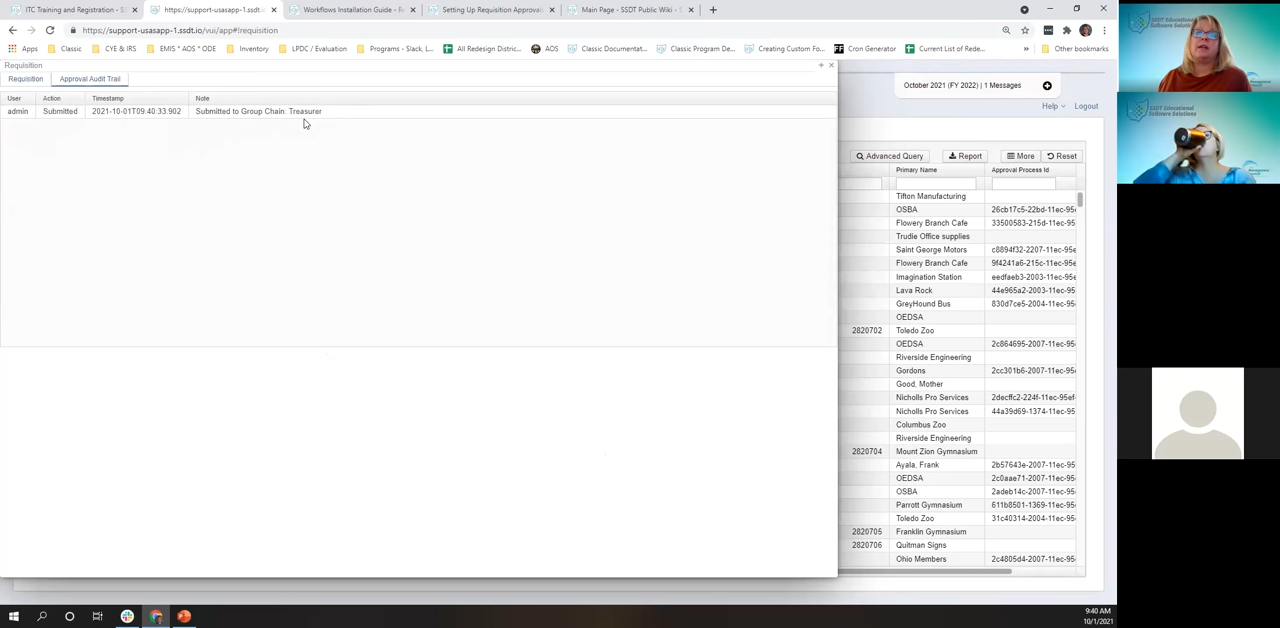 ITC Training and Registration - S
https://support-usasapp-1.ssdt.io
Workflows Installation Guide - Re
Setting Up Requisition Approvals
Main Page - SSDT Public Wiki - S
https://support-usasapp-1.ssdt.io/vui/app#!requisition
Apps
Classic
CYE & IRS
EMIS * AOS * ODE
Inventory
LPDC / Evaluation
Programs - Slack, L
All Redesign Distric...
AOS
Classic Documentat...
Classic Program De...
Creating Custom Fo...
Cron Generator
Current List of Rede...
Other bookmarks
Requisition
October 2021 (FY 2022) | 1 Messages
Help
Logout
Requisition
Approval Audit Trail
User Action Timestamp Note
admin Submitted 2021-10-01T09:40:33.902 Submitted to Group Chain: Treasurer
Advanced Query
Report
More
Reset
Primary Name Approval Process Id
Tifton Manufacturing
OSBA 26cb17c5-22bd-11ec-95
Flowery Branch Cafe 33500583-215d-11ec-95
Trudie Office supplies
Saint George Motors c8894f32-2207-11ec-95e
Flowery Branch Cafe 9f4241a6-215c-11ec-95e
Imagination Station eedfaeb3-2003-11ec-95
Lava Rock 44e965a2-2003-11ec-95
GreyHound Bus 830d7ce5-2004-11ec-95
OEDSA
2820702 Toledo Zoo
OEDSA 2c864695-2007-11ec-95
Riverside Engineering
Gordons 2cc301b6-2007-11ec-95
Good, Mother
Nicholls Pro Services 2decffc2-224f-11ec-95ef
Nicholls Pro Services 44a39d69-1374-11ec-95
Columbus Zoo
Riverside Engineering
2820704 Mount Zion Gymnasium
Ayala, Frank 2b57643e-2007-11ec-95
OEDSA 2c0aae71-2007-11ec-95
OSBA 2adeb14c-2007-11ec-95
Parrott Gymnasium 611b8501-1369-11ec-95
Toledo Zoo 31c40314-2004-11ec-95
2820705 Franklin Gymnasium
2820706 Quitman Signs
Ohio Members 2c4805d4-2007-11ec-95
9:40 AM
10/1/2021
SSDT Educational
Software Solutions
SSDT Educational
Software Solutions